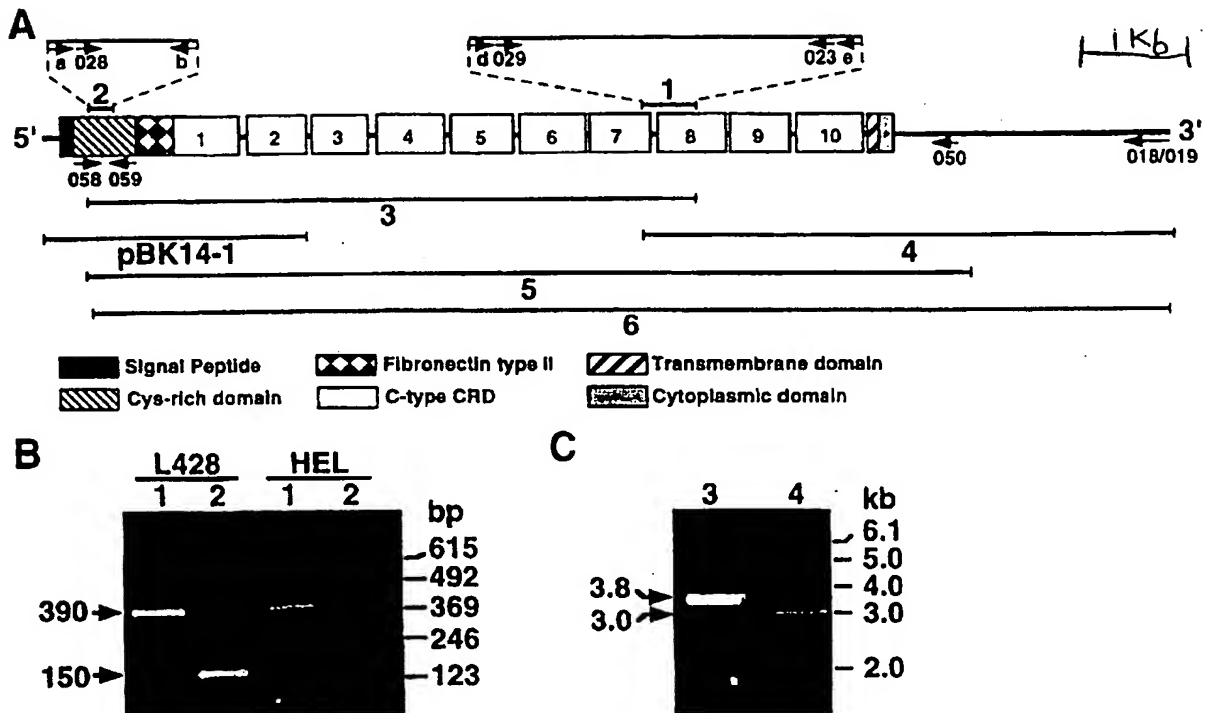 A
1 Kb
a 028 b
d 029 023 e
2
1
5' 1 2 3 4 5 6 7 8 9 10 3'
058 059
050
018/019
3
pBK14-1
4
5
6
Signal Peptide
Fibronectin type II
Transmembrane domain
Cys-rich domain
C-type CRD
Cytoplasmic domain
B
L428 HEL
1 2 1 2
bp
615
492
390
369
246
150
123
C
3 4 kb
6.1
5.0
4.0
3.8
3.0
3.0
2.0